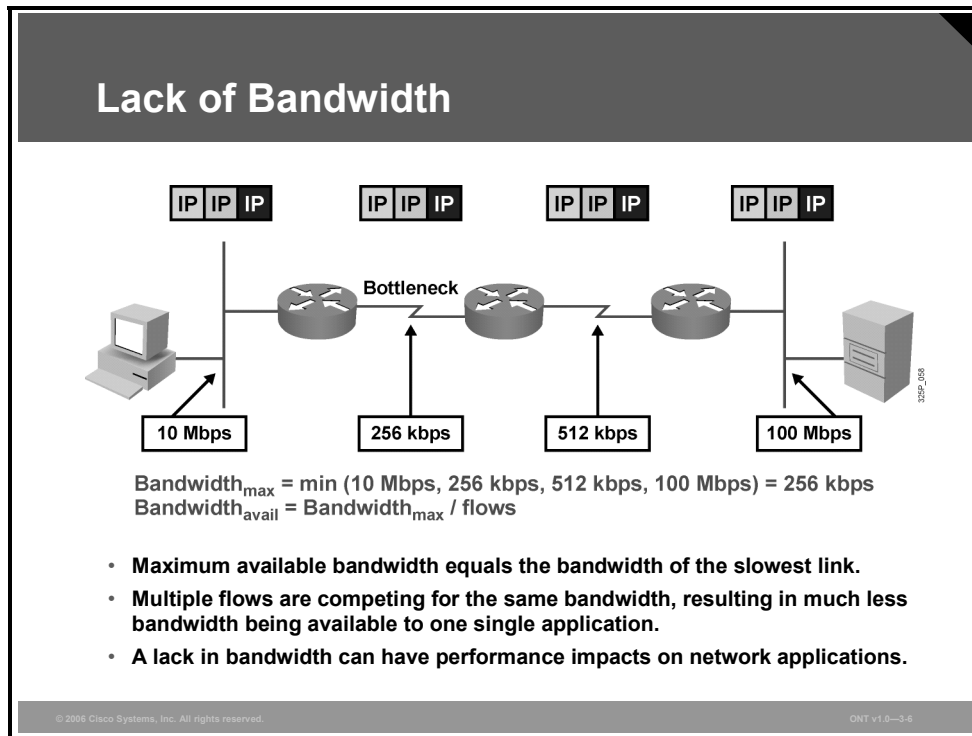 Lack of Bandwidth
IP IP IP
IP IP IP
IP IP IP
IP IP IP
Bottleneck
325P_058
10 Mbps
256 kbps
512 kbps
100 Mbps
Bandwidthmax = min (10 Mbps, 256 kbps, 512 kbps, 100 Mbps) = 256 kbps
Bandwidthavail = Bandwidthmax / flows
• Maximum available bandwidth equals the bandwidth of the slowest link.
• Multiple flows are competing for the same bandwidth, resulting in much less
bandwidth being available to one single application.
• A lack in bandwidth can have performance impacts on network applications.
© 2006 Cisco Systems, Inc. All rights reserved.
ONT v1.0—3-6